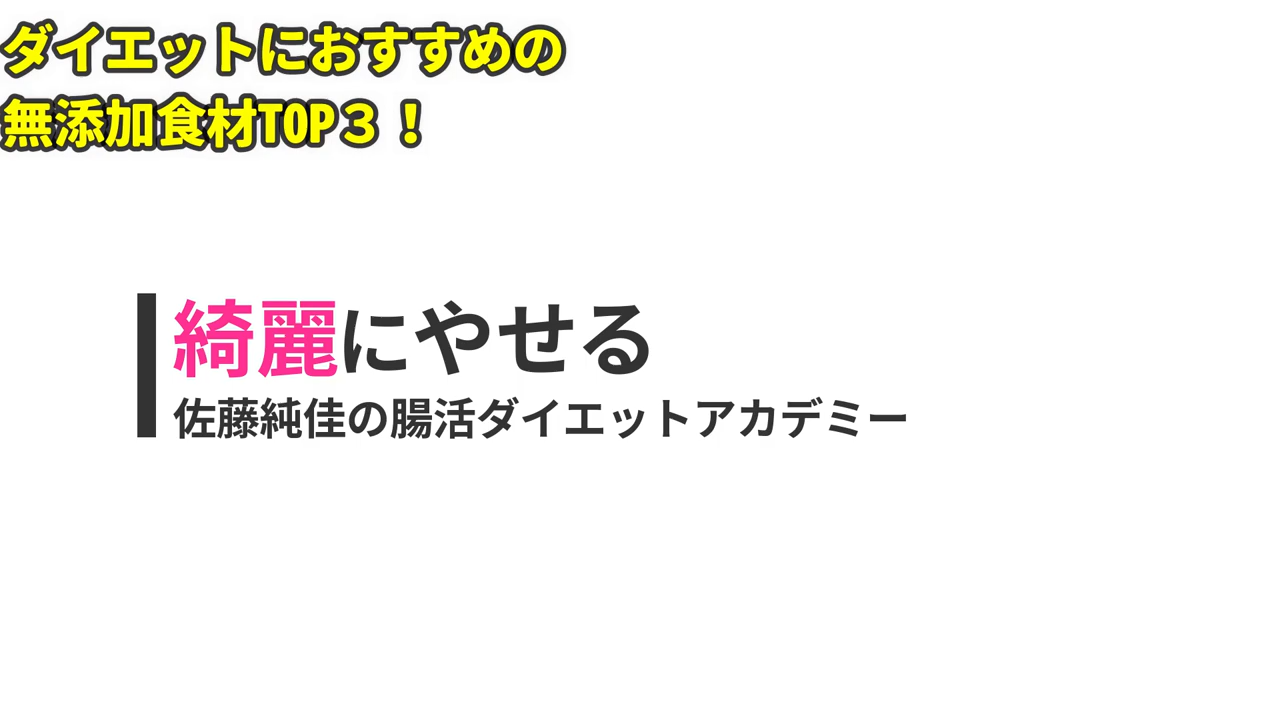 ダイエットにおすすめの
無添加食材TOP３！
綺麗にやせる
佐藤純佳の腸活ダイエットアカデミー